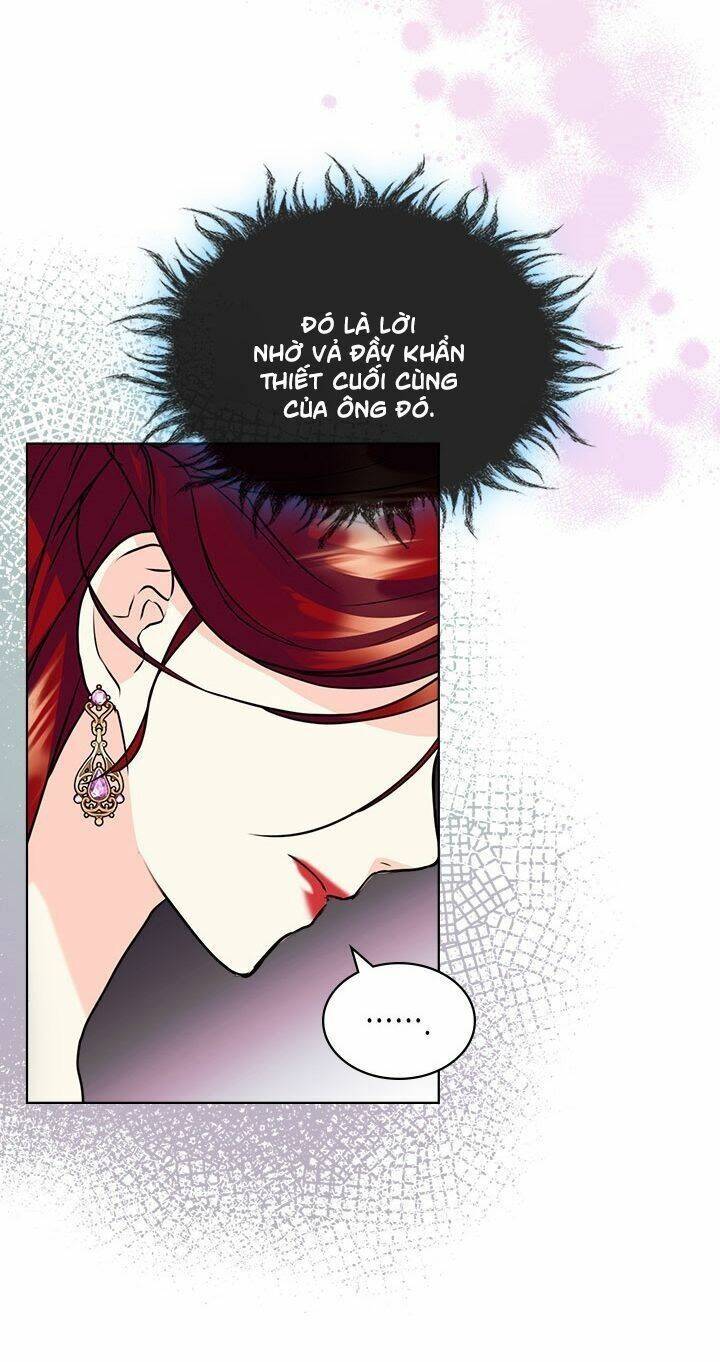 ĐÓ LÀ LỜI
NHỜ VẢ ĐẦY KHẨN
THIẾT CUỐI CÙNG
CỦA ÔNG ĐÓ.
.......